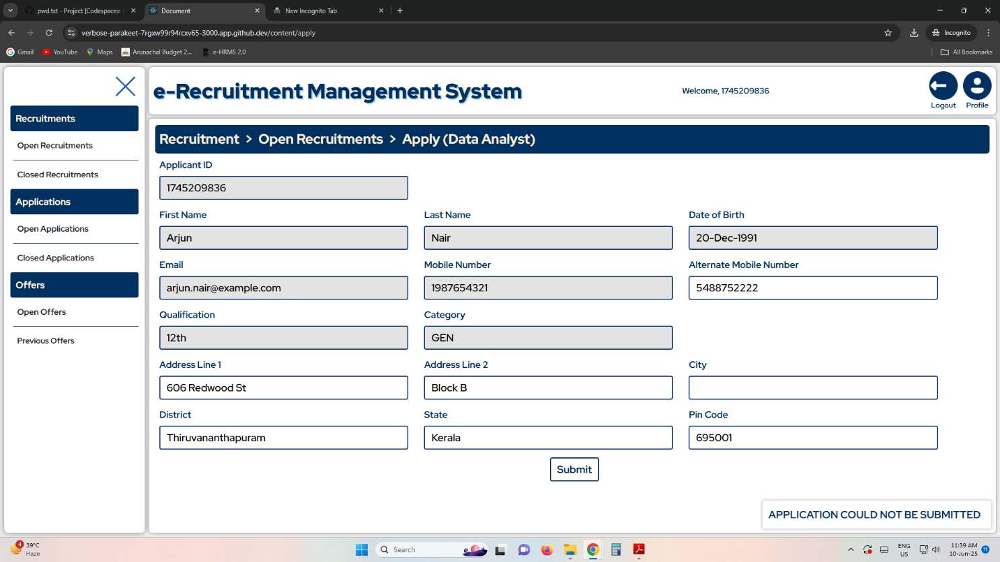 pwd.txt - Project [Codespaces:
Document
New Incognito Tab
verbose-parakeet-7rgxw99r94rcxv65-3000.app.github.dev/content/apply
Incognito
Gmail
YouTube
Maps
Arunachal Budget 2...
e-HRMS 2.0
All Bookmarks
e-Recruitment Management System
Welcome, 1745209836
Logout
Profile
Recruitments
Open Recruitments
Closed Recruitments
Applications
Open Applications
Closed Applications
Offers
Open Offers
Previous Offers
Recruitment > Open Recruitments > Apply (Data Analyst)
Applicant ID
1745209836
First Name
Last Name
Date of Birth
Arjun
Nair
20-Dec-1991
Email
Mobile Number
Alternate Mobile Number
arjun.nair@example.com
1987654321
5488752222
Qualification
Category
12th
GEN
Address Line 1
Address Line 2
City
606 Redwood St
Block B
District
State
Pin Code
Thiruvananthapuram
Kerala
695001
Submit
APPLICATION COULD NOT BE SUBMITTED
4
39°C
Haze
Search
ENG
US
11:39 AM
10-Jun-25
11